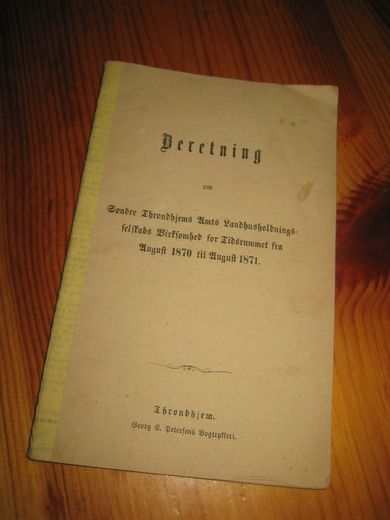 Beretning
om
Søndre Throndhjems Amts Landhusholdnings-
selskabs Virksomhed for Tidsrummet fra
August 1870 til August 1871.
Throndhjem.
Georg E. Petersens Bogtrykkeri.